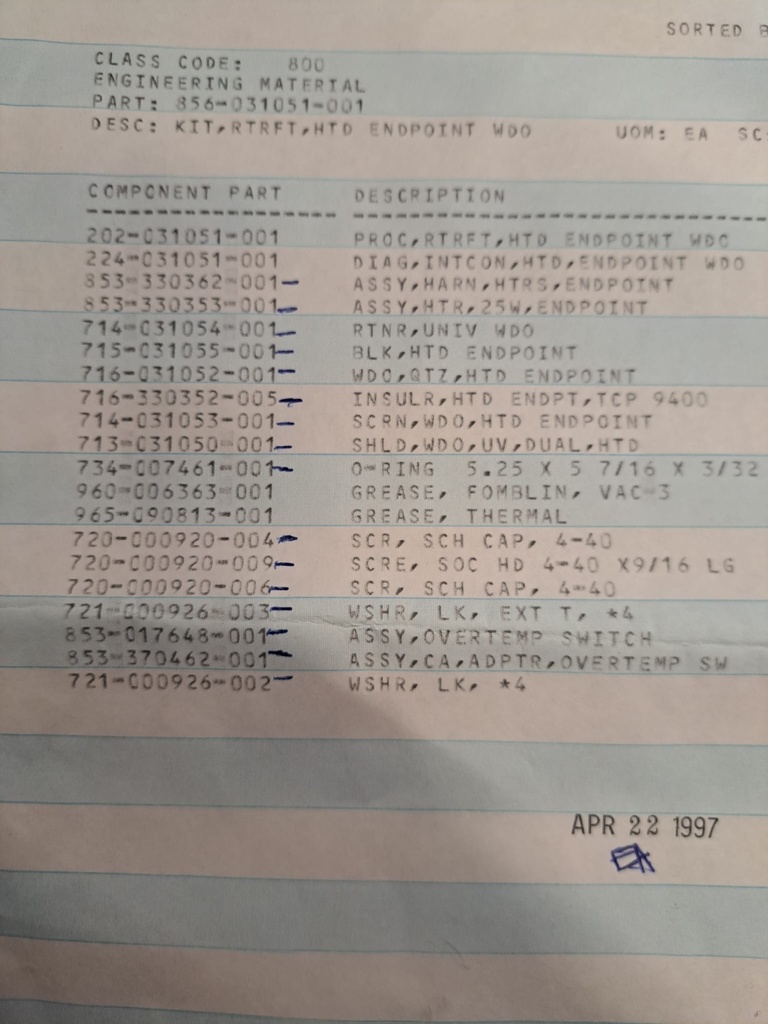 SORTED
CLASS CODE: 800
ENGINEERING MATERIAL
PART: 856-031051-001
DESC: KIT,RTRFT,HTD ENDPOINT WDO UOM: EA SC:
COMPONENT PART DESCRIPTION
202-031051-001 PROC,RTRFT,HTD ENDPOINT WDO
224-031051-001 DIAG,INTCON,HTD,ENDPOINT WDO
853-330362-001 ASSY,HARN,HTRS,ENDPOINT
853-330353-001 ASSY,HTR,25W,ENDPOINT
714-031054-001 RTNR,UNIV WDO
715-031055-001 BLK,HTD ENDPOINT
716-031052-001 WDO,QTZ,HTD ENDPOINT
716-330352-005 INSULR,HTD ENDPT,TCP 9400
714-031053-001 SCRN,WDO,HTD ENDPOINT
713-031050-001 SHLD,WDO,UV,DUAL,HTD
734-007461-001 O-RING 5.25 X 5 7/16 X 3/32
960-006363-001 GREASE, FOMBLIN, VAC-3
965-090813-001 GREASE, THERMAL
720-000920-004 SCR, SCH CAP, 4-40
720-000920-009 SCRE, SOC HD 4-40 X9/16 LG
720-000920-006 SCR, SCH CAP, 4-40
721-000926-003 WSHR, LK, EXT T, *4
853-017648-001 ASSY,OVERTEMP SWITCH
853-370462-001 ASSY,CA,ADPTR,OVERTEMP SW
721-000926-002 WSHR, LK, *4
APR 22 1997